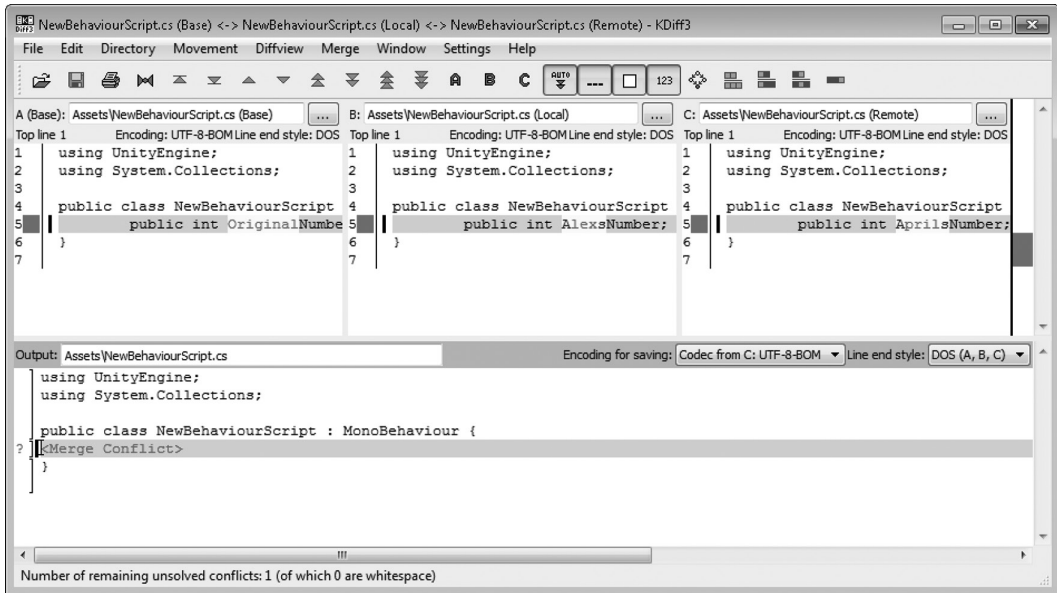 NewBehaviourScript.cs (Base) <-> NewBehaviourScript.cs (Local) <-> NewBehaviourScript.cs (Remote) - KDiff3
File Edit Directory Movement Diffview Merge Window Settings Help
A B C AUTO 123
A (Base): Assets\NewBehaviourScript.cs (Base) ... B: Assets\NewBehaviourScript.cs (Local) ... C: Assets\NewBehaviourScript.cs (Remote) ...
Top line 1 Encoding: UTF-8-BOM Line end style: DOS Top line 1 Encoding: UTF-8-BOM Line end style: DOS Top line 1 Encoding: UTF-8-BOM Line end style: DOS
1 using UnityEngine; 1 using UnityEngine; 1 using UnityEngine;
2 using System.Collections; 2 using System.Collections; 2 using System.Collections;
3 3 3
4 public class NewBehaviourScript 4 public class NewBehaviourScript 4 public class NewBehaviourScript
5 public int OriginalNumbe 5 public int AlexsNumber; 5 public int AprilsNumber;
6 } 6 } 6 }
7 7 7
Output: Assets\NewBehaviourScript.cs Encoding for saving: Codec from C: UTF-8-BOM Line end style: DOS (A, B, C)
using UnityEngine;
using System.Collections;
public class NewBehaviourScript : MonoBehaviour {
? <Merge Conflict>
}
Number of remaining unsolved conflicts: 1 (of which 0 are whitespace)